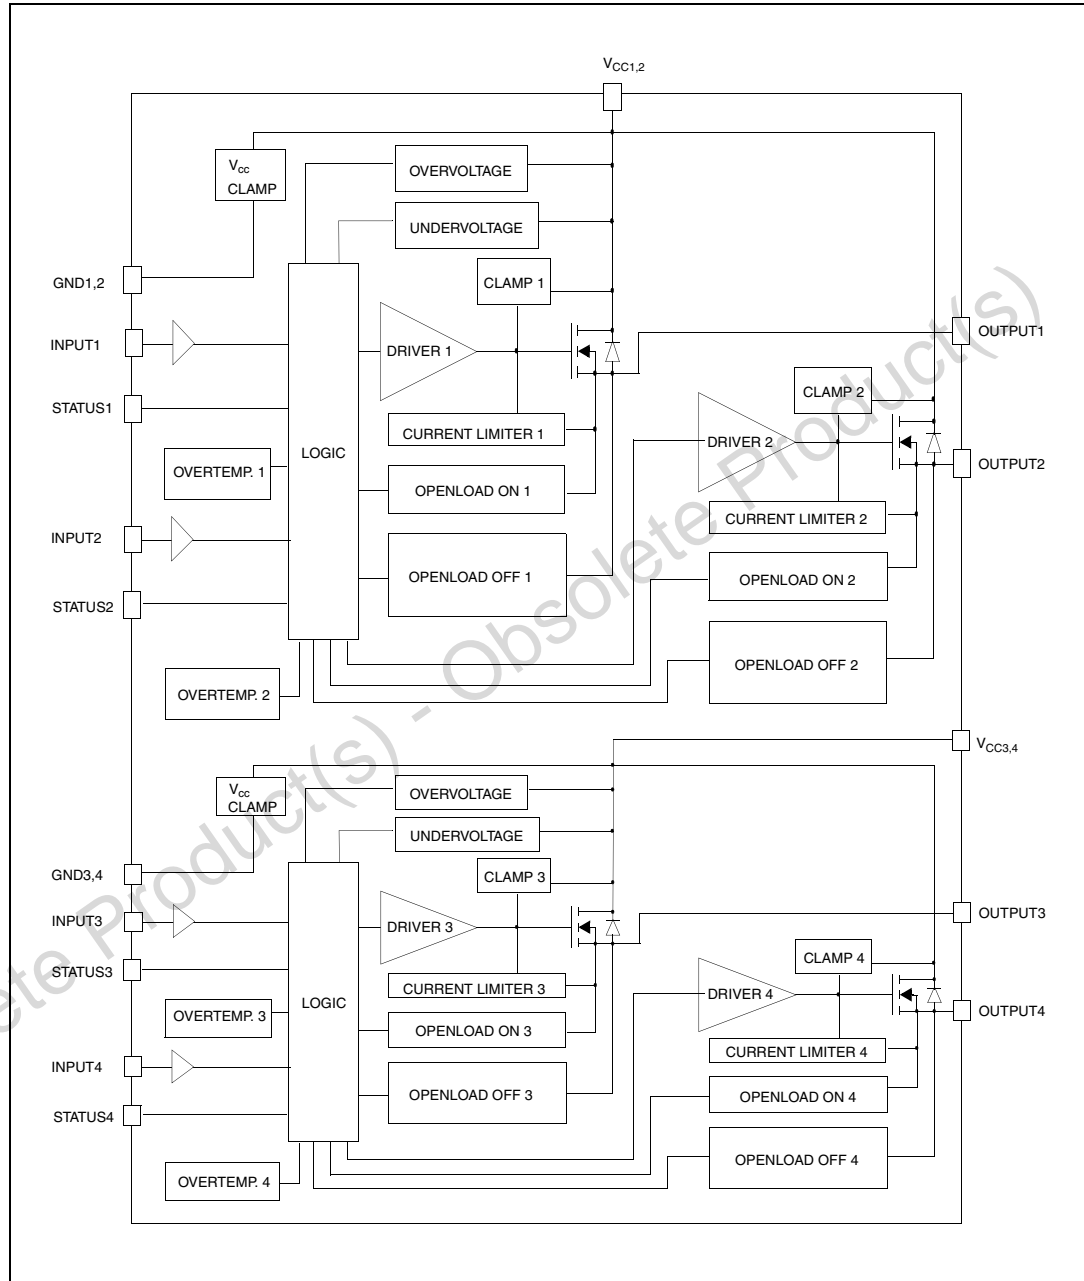 VCC1,2
Vcc
CLAMP
OVERVOLTAGE
UNDERVOLTAGE
GND1,2
CLAMP 1
INPUT1
DRIVER 1
OUTPUT1
STATUS1
CURRENT LIMITER 1
LOGIC
OVERTEMP. 1
OPENLOAD ON 1
CLAMP 2
DRIVER 2
OUTPUT2
CURRENT LIMITER 2
INPUT2
OPENLOAD OFF 1
OPENLOAD ON 2
STATUS2
OPENLOAD OFF 2
OVERTEMP. 2
VCC3,4
Vcc
CLAMP
OVERVOLTAGE
UNDERVOLTAGE
GND3,4
CLAMP 3
INPUT3
DRIVER 3
OUTPUT3
STATUS3
CURRENT LIMITER 3
LOGIC
OVERTEMP. 3
OPENLOAD ON 3
CLAMP 4
DRIVER 4
OUTPUT4
CURRENT LIMITER 4
INPUT4
OPENLOAD OFF 3
OPENLOAD ON 4
STATUS4
OPENLOAD OFF 4
OVERTEMP. 4
ete Product(s) - Obsolete Product(s)